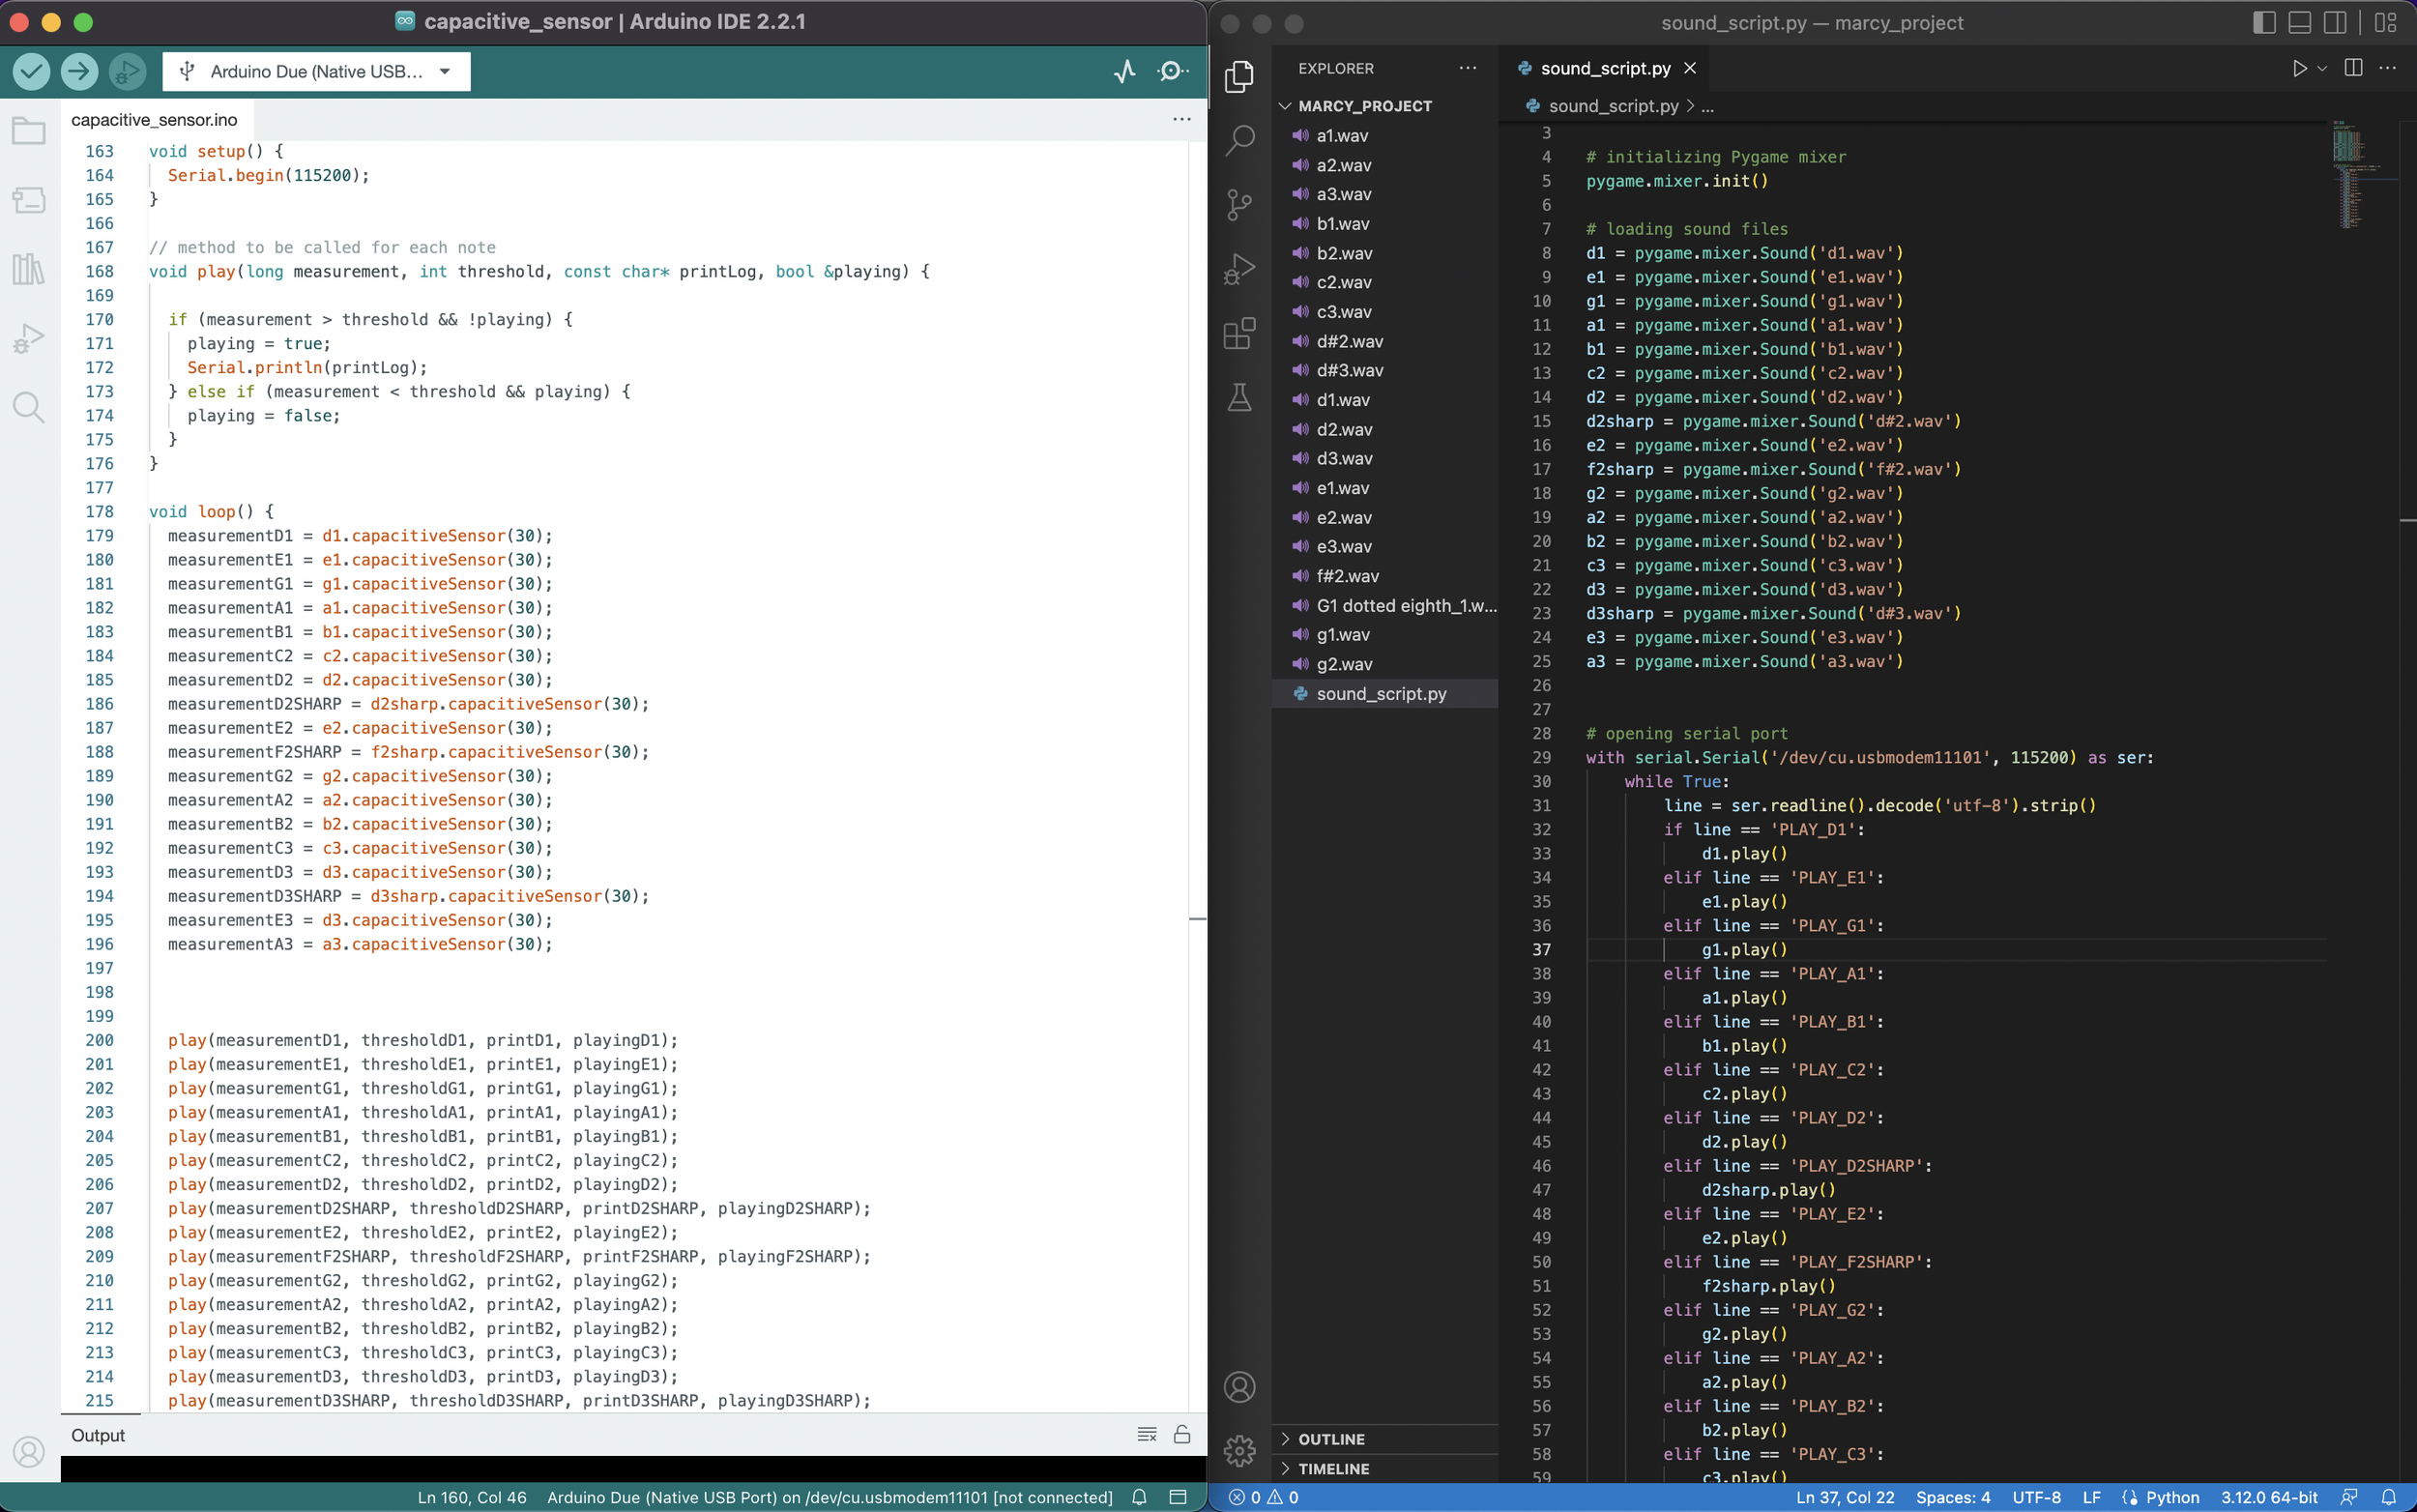 capacitive_sensor | Arduino IDE 2.2.1
Arduino Due (Native USB...
capacitive_sensor.ino
...
163 void setup() {
164 Serial.begin(115200);
165 }
166
167 // method to be called for each note
168 void play(long measurement, int threshold, const char* printLog, bool &playing) {
169
170 if (measurement > threshold && !playing) {
171 playing = true;
172 Serial.println(printLog);
173 } else if (measurement < threshold && playing) {
174 playing = false;
175 }
176 }
177
178 void loop() {
179 measurementD1 = d1.capacitiveSensor(30);
180 measurementE1 = e1.capacitiveSensor(30);
181 measurementG1 = g1.capacitiveSensor(30);
182 measurementA1 = a1.capacitiveSensor(30);
183 measurementB1 = b1.capacitiveSensor(30);
184 measurementC2 = c2.capacitiveSensor(30);
185 measurementD2 = d2.capacitiveSensor(30);
186 measurementD2SHARP = d2sharp.capacitiveSensor(30);
187 measurementE2 = e2.capacitiveSensor(30);
188 measurementF2SHARP = f2sharp.capacitiveSensor(30);
189 measurementG2 = g2.capacitiveSensor(30);
190 measurementA2 = a2.capacitiveSensor(30);
191 measurementB2 = b2.capacitiveSensor(30);
192 measurementC3 = c3.capacitiveSensor(30);
193 measurementD3 = d3.capacitiveSensor(30);
194 measurementD3SHARP = d3sharp.capacitiveSensor(30);
195 measurementE3 = d3.capacitiveSensor(30);
196 measurementA3 = a3.capacitiveSensor(30);
197
198
199
200 play(measurementD1, thresholdD1, printD1, playingD1);
201 play(measurementE1, thresholdE1, printE1, playingE1);
202 play(measurementG1, thresholdG1, printG1, playingG1);
203 play(measurementA1, thresholdA1, printA1, playingA1);
204 play(measurementB1, thresholdB1, printB1, playingB1);
205 play(measurementC2, thresholdC2, printC2, playingC2);
206 play(measurementD2, thresholdD2, printD2, playingD2);
207 play(measurementD2SHARP, thresholdD2SHARP, printD2SHARP, playingD2SHARP);
208 play(measurementE2, thresholdE2, printE2, playingE2);
209 play(measurementF2SHARP, thresholdF2SHARP, printF2SHARP, playingF2SHARP);
210 play(measurementG2, thresholdG2, printG2, playingG2);
211 play(measurementA2, thresholdA2, printA2, playingA2);
212 play(measurementB2, thresholdB2, printB2, playingB2);
213 play(measurementC3, thresholdC3, printC3, playingC3);
214 play(measurementD3, thresholdD3, printD3, playingD3);
215 play(measurementD3SHARP, thresholdD3SHARP, printD3SHARP, playingD3SHARP);
Output
Ln 160, Col 46 Arduino Due (Native USB Port) on /dev/cu.usbmodem11101 [not connected]
sound_script.py — marcy_project
EXPLORER ...
MARCY_PROJECT
a1.wav
a2.wav
a3.wav
b1.wav
b2.wav
c2.wav
c3.wav
d#2.wav
d#3.wav
d1.wav
d2.wav
d3.wav
e1.wav
e2.wav
e3.wav
f#2.wav
G1 dotted eighth_1.w...
g1.wav
g2.wav
sound_script.py
OUTLINE
TIMELINE
sound_script.py
sound_script.py > ...
3
4 # initializing Pygame mixer
5 pygame.mixer.init()
6
7 # loading sound files
8 d1 = pygame.mixer.Sound('d1.wav')
9 e1 = pygame.mixer.Sound('e1.wav')
10 g1 = pygame.mixer.Sound('g1.wav')
11 a1 = pygame.mixer.Sound('a1.wav')
12 b1 = pygame.mixer.Sound('b1.wav')
13 c2 = pygame.mixer.Sound('c2.wav')
14 d2 = pygame.mixer.Sound('d2.wav')
15 d2sharp = pygame.mixer.Sound('d#2.wav')
16 e2 = pygame.mixer.Sound('e2.wav')
17 f2sharp = pygame.mixer.Sound('f#2.wav')
18 g2 = pygame.mixer.Sound('g2.wav')
19 a2 = pygame.mixer.Sound('a2.wav')
20 b2 = pygame.mixer.Sound('b2.wav')
21 c3 = pygame.mixer.Sound('c3.wav')
22 d3 = pygame.mixer.Sound('d3.wav')
23 d3sharp = pygame.mixer.Sound('d#3.wav')
24 e3 = pygame.mixer.Sound('e3.wav')
25 a3 = pygame.mixer.Sound('a3.wav')
26
27
28 # opening serial port
29 with serial.Serial('/dev/cu.usbmodem11101', 115200) as ser:
30 while True:
31 line = ser.readline().decode('utf-8').strip()
32 if line == 'PLAY_D1':
33 d1.play()
34 elif line == 'PLAY_E1':
35 e1.play()
36 elif line == 'PLAY_G1':
37 g1.play()
38 elif line == 'PLAY_A1':
39 a1.play()
40 elif line == 'PLAY_B1':
41 b1.play()
42 elif line == 'PLAY_C2':
43 c2.play()
44 elif line == 'PLAY_D2':
45 d2.play()
46 elif line == 'PLAY_D2SHARP':
47 d2sharp.play()
48 elif line == 'PLAY_E2':
49 e2.play()
50 elif line == 'PLAY_F2SHARP':
51 f2sharp.play()
52 elif line == 'PLAY_G2':
53 g2.play()
54 elif line == 'PLAY_A2':
55 a2.play()
56 elif line == 'PLAY_B2':
57 b2.play()
58 elif line == 'PLAY_C3':
59 c3.play()
0 0 Ln 37, Col 22 Spaces: 4 UTF-8 LF Python 3.12.0 64-bit